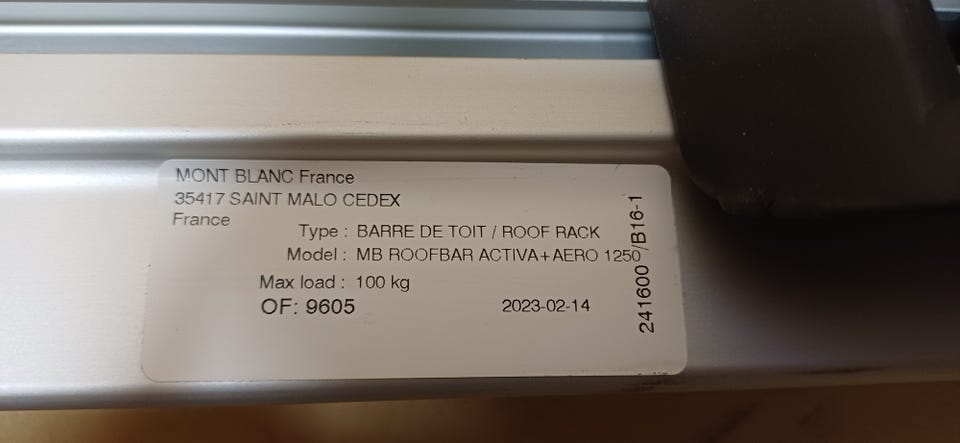 MONT BLANC France
35417 SAINT MALO CEDEX
France
Type : BARRE DE TOIT / ROOF RACK
Model : MB ROOFBAR ACTIVA+AERO 1250
Max load : 100 kg
OF: 9605 2023-02-14
241600 /B16-1